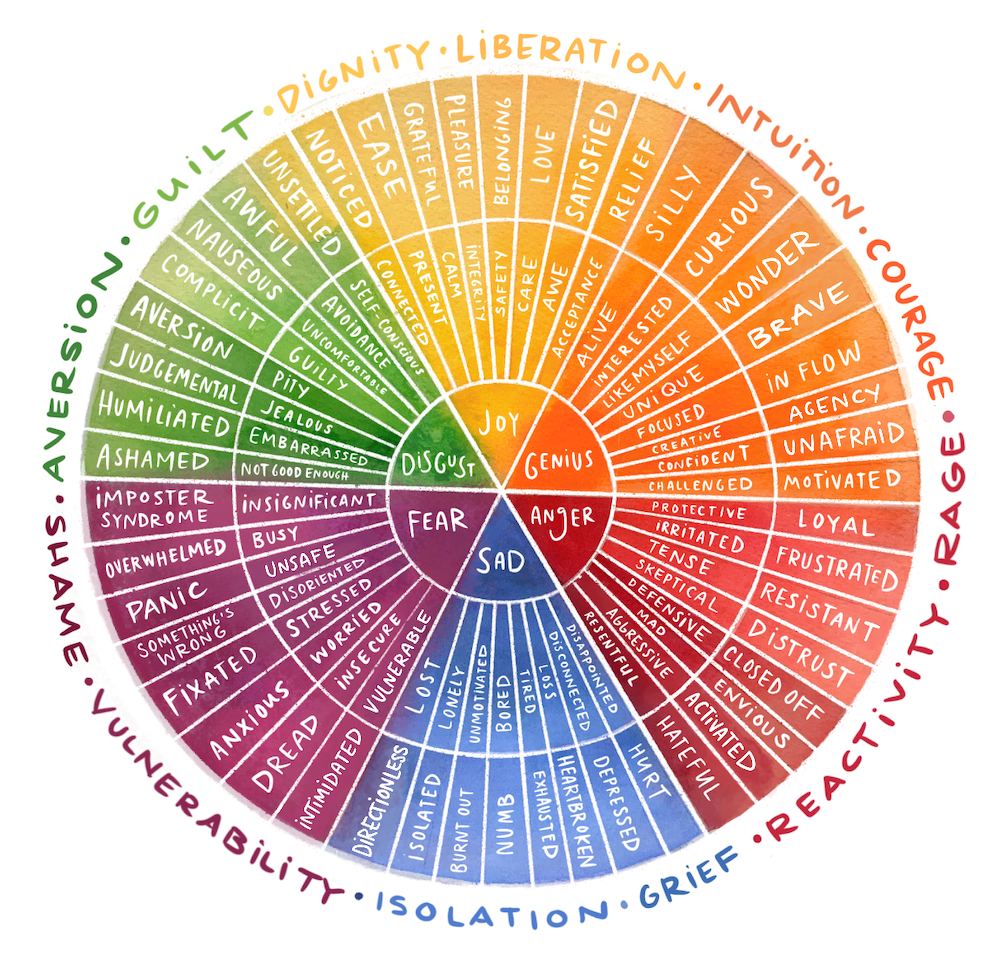 DIGNITY · LIBERATION ·
INTUITION · COURAGE ·
RAGE · REACTIVITY ·
GRIEF · ISOLATION ·
VULNERABILITY · SHAME ·
AVERSION · GUILT ·
JOY
GENIUS
ANGER
SAD
FEAR
DISGUST
CONNECTED
PRESENT
CALM
INTEGRITY
SAFETY
CARE
AWE
ACCEPTANCE
NOTICED
EASE
GRATEFUL
PLEASURE
BELONGING
LOVE
SATISFIED
RELIEF
ALIVE
INTERESTED
LIKE MYSELF
UNIQUE
FOCUSED
CREATIVE
CONFIDENT
CHALLENGED
SILLY
CURIOUS
WONDER
BRAVE
IN FLOW
AGENCY
UNAFRAID
MOTIVATED
PROTECTIVE
IRRITATED
TENSE
SKEPTICAL
DEFENSIVE
MAD
AGGRESSIVE
RESENTFUL
LOYAL
FRUSTRATED
RESISTANT
DISTRUST
CLOSED OFF
ENVIOUS
ACTIVATED
HATEFUL
DISAPPOINTED
DISCONNECTED
LOSS
TIRED
BORED
UNMOTIVATED
LONELY
LOST
HURT
DEPRESSED
HEARTBROKEN
EXHAUSTED
NUMB
BURNT OUT
ISOLATED
DIRECTIONLESS
VULNERABLE
INSECURE
WORRIED
STRESSED
DISORIENTED
UNSAFE
BUSY
INSIGNIFICANT
INTIMIDATED
DREAD
ANXIOUS
FIXATED
SOMETHING'S
WRONG
PANIC
OVERWHELMED
IMPOSTER
SYNDROME
NOT GOOD ENOUGH
EMBARRASSED
JEALOUS
PITY
GUILTY
UNCOMFORTABLE
AVOIDANCE
SELF-CONSCIOUS
ASHAMED
HUMILIATED
JUDGEMENTAL
AVERSION
COMPLICIT
NAUSEOUS
AWFUL
UNSETTLED